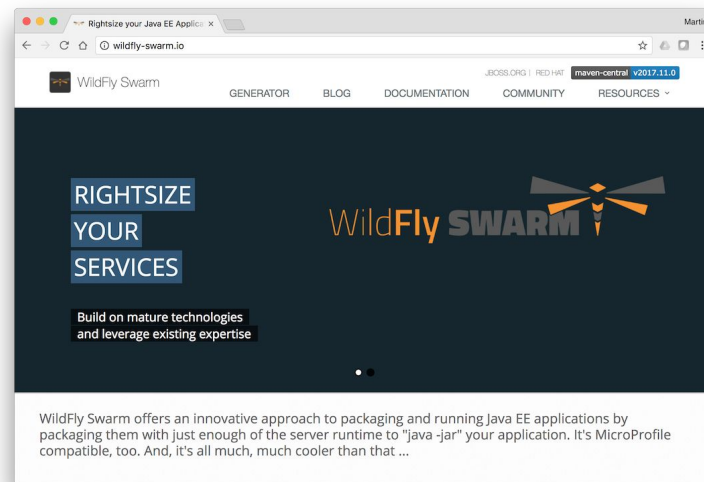 Rightsize your Java EE Applic
Martin
wildfly-swarm.io
JBOSS.ORG | RED HAT maven-central v2017.11.0
WildFly Swarm
GENERATOR BLOG DOCUMENTATION COMMUNITY RESOURCES
RIGHTSIZE
YOUR
SERVICES
WildFly SWARM
Build on mature technologies
and leverage existing expertise
WildFly Swarm offers an innovative approach to packaging and running Java EE applications by
packaging them with just enough of the server runtime to "java -jar" your application. It's MicroProfile
compatible, too. And, it's all much, much cooler than that ...